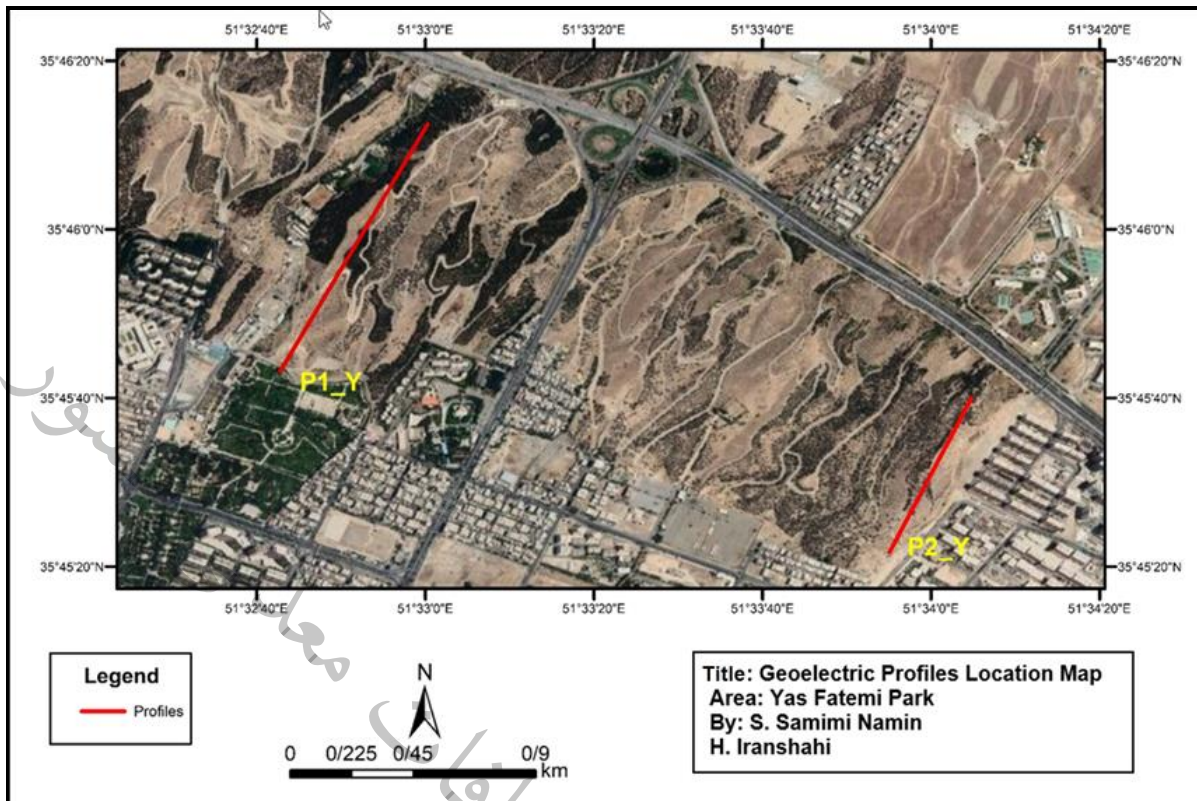 51°32'40"E 51°33'0"E 51°33'20"E 51°33'40"E 51°34'0"E 51°34'20"E
35°46'20"N 35°46'20"N
35°46'0"N 35°46'0"N
35°45'40"N 35°45'40"N
35°45'20"N 35°45'20"N
P1_Y
P2_Y
51°32'40"E 51°33'0"E 51°33'20"E 51°33'40"E 51°34'0"E 51°34'20"E
Legend
Profiles
N
0 0/225 0/45 0/9
km
Title: Geoelectric Profiles Location Map
Area: Yas Fatemi Park
By: S. Samimi Namin
H. Iranshahi